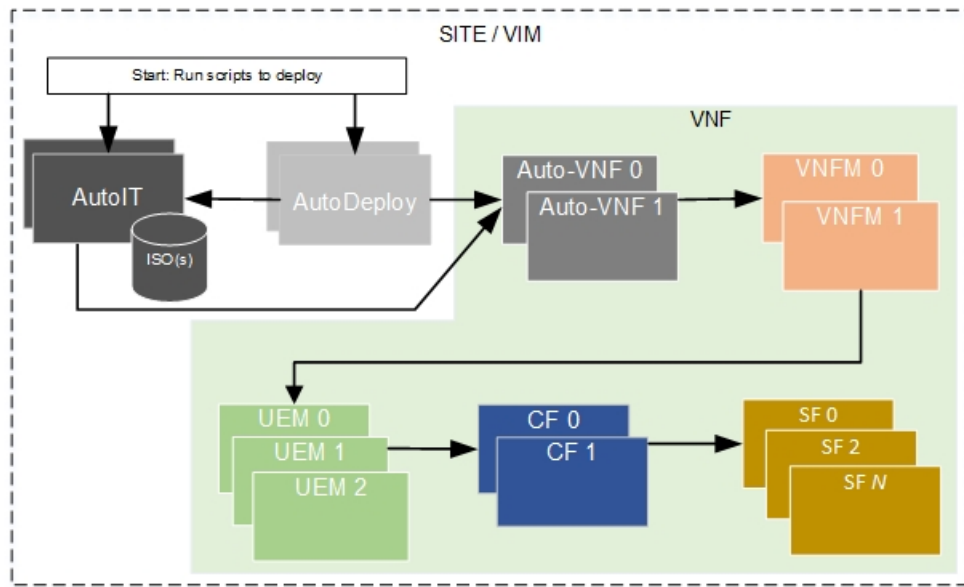 SITE / VIM
Start: Run scripts to deploy
VNF
AutoIT
ISO(s)
AutoDeploy
Auto-VNF 0
Auto-VNF 1
VNFM 0
VNFM 1
UEM 0
UEM 1
UEM 2
CF 0
CF 1
SF 0
SF 2
SF N